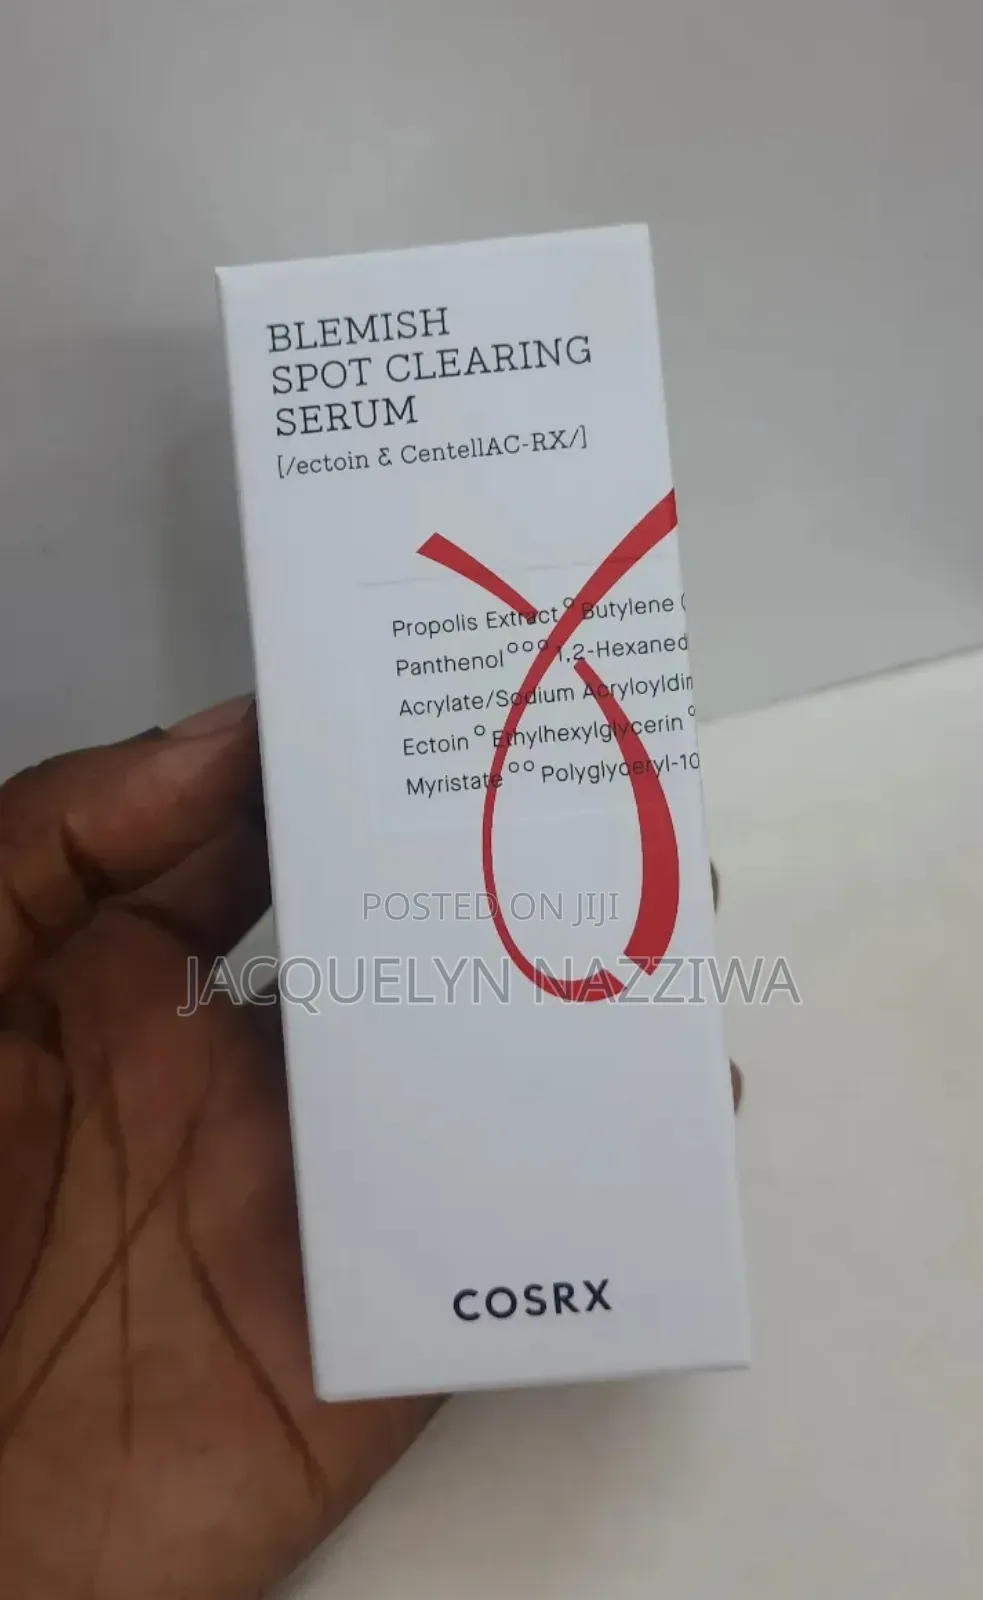 BLEMISH
SPOT CLEARING
SERUM
[/ectoin & CentellAC-RX/]
Propolis Extract° Butylene (
Panthenol°°° 1,2-Hexaned
Acrylate/Sodium Acryloyldi
Ectoin ° Ethylhexylglycerin °
Myristate °° Polyglyceryl-10
POSTED ON JIJI
JACQUELYN NAZZIWA
COSRX